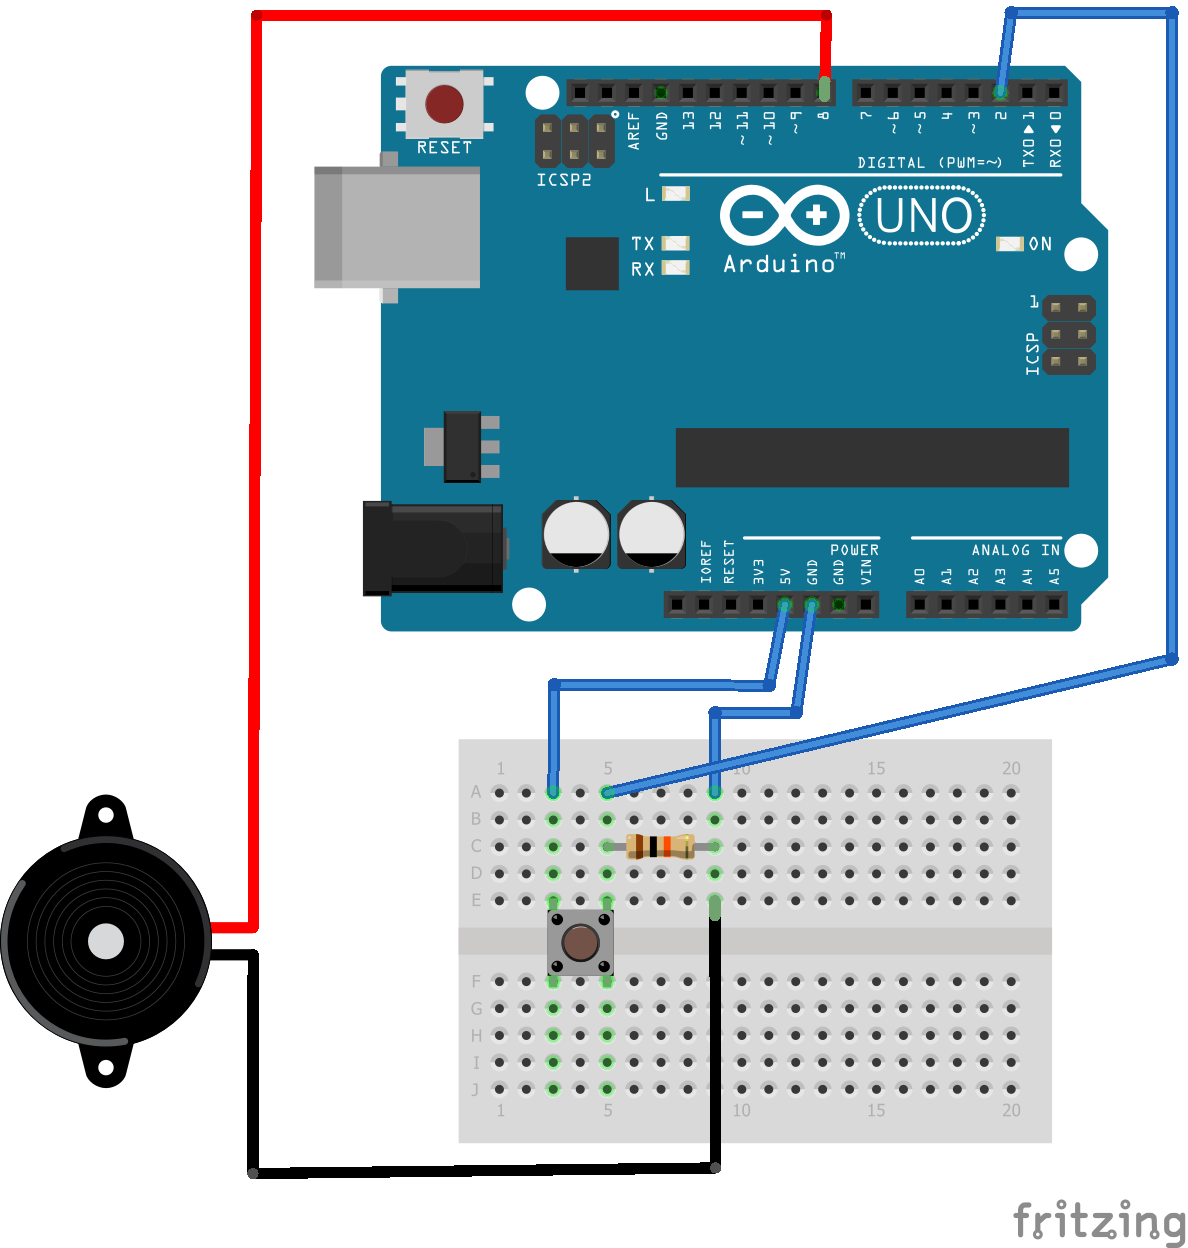 RESET
ICSP2
AREF
GND
13
12
~11
~10
~9
8
7
~6
~5
4
~3
2
TX0▶1
RX0◀0
DIGITAL (PWM=~)
L
TX
RX
UNO
Arduino™
ON
1
ICSP
POWER
ANALOG IN
IOREF
RESET
3V3
5V
GND
GND
VIN
A0
A1
A2
A3
A4
A5
1 5 10 15 20
A
B
C
D
E
F
G
H
I
J
1 5 10 15 20
fritzing